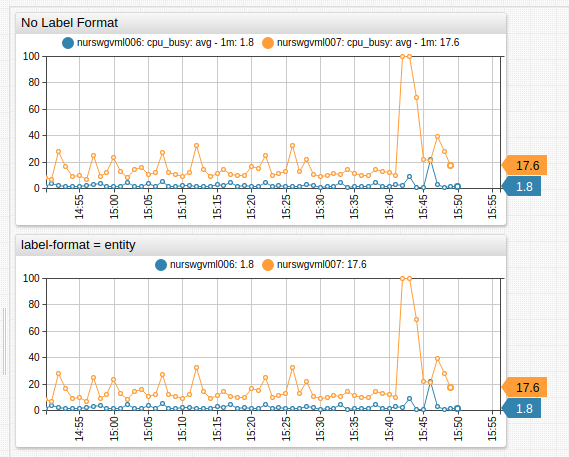 No Label Format
nurswgvml006: cpu_busy: avg - 1m: 1.8 nurswgvml007: cpu_busy: avg - 1m: 17.6
100
80
60
40
20
0
17.6
1.8
14:55 15:00 15:05 15:10 15:15 15:20 15:25 15:30 15:35 15:40 15:45 15:50 15:55
label-format = entity
nurswgvml006: 1.8 nurswgvml007: 17.6
100
80
60
40
20
0
17.6
1.8
14:55 15:00 15:05 15:10 15:15 15:20 15:25 15:30 15:35 15:40 15:45 15:50 15:55